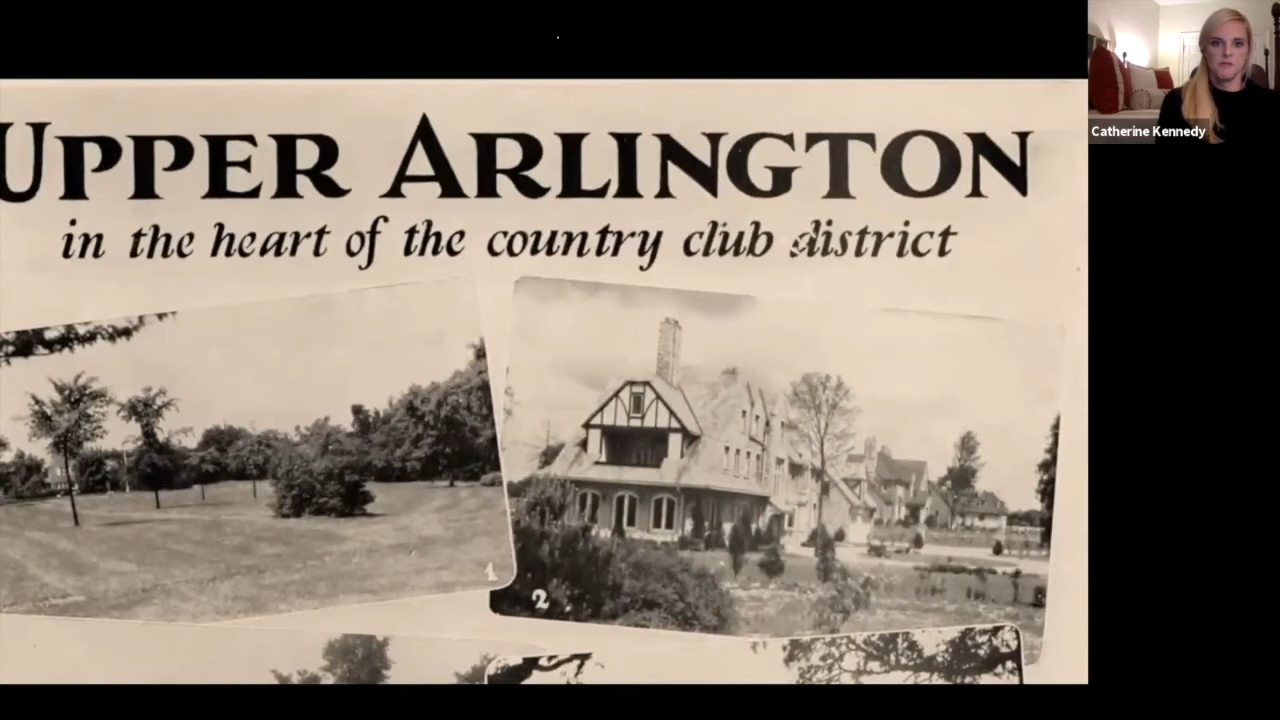 UPPER ARLINGTON
in the heart of the country club district
1
2
Catherine Kennedy